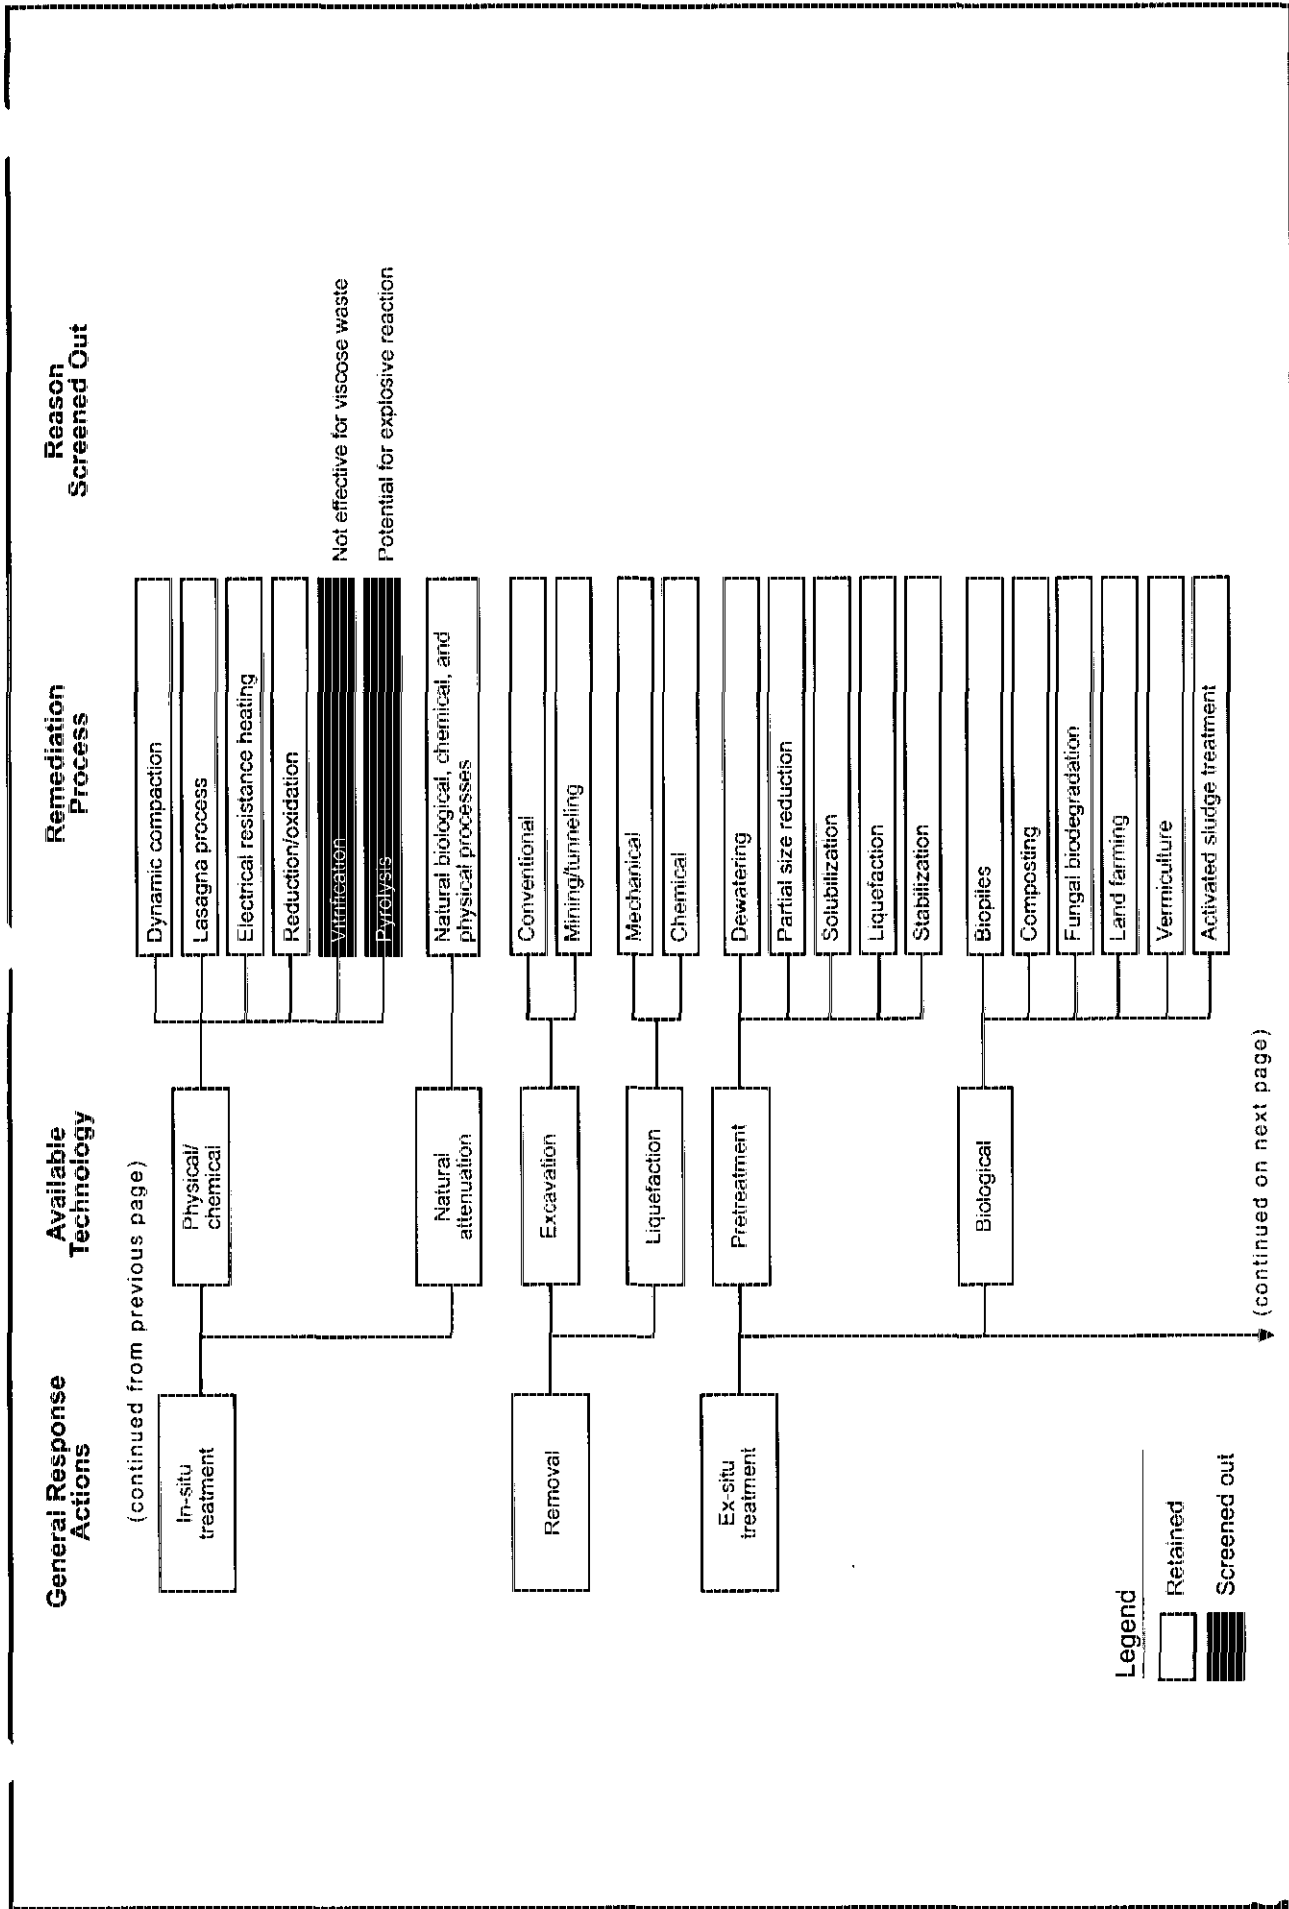 General Response
Actions
Available
Technology
Remediation
Process
Reason
Screened Out
(continued from previous page)
In-situ
treatment
Physical/
chemical
Dynamic compaction
Lasagna process
Electrical resistance heating
Reduction/oxidation
Vitrification
Not effective for viscose waste
Pyrolysis
Potential for explosive reaction
Natural
attenuation
Natural biological, chemical, and
physical processes
Removal
Excavation
Conventional
Mining/tunneling
Liquefaction
Mechanical
Chemical
Ex-situ
treatment
Pretreatment
Dewatering
Partial size reduction
Solubilization
Liquefaction
Stabilization
Biological
Biopiles
Composting
Fungal biodegradation
Land farming
Vermiculture
Activated sludge treatment
(continued on next page)
Legend
Retained
Screened out